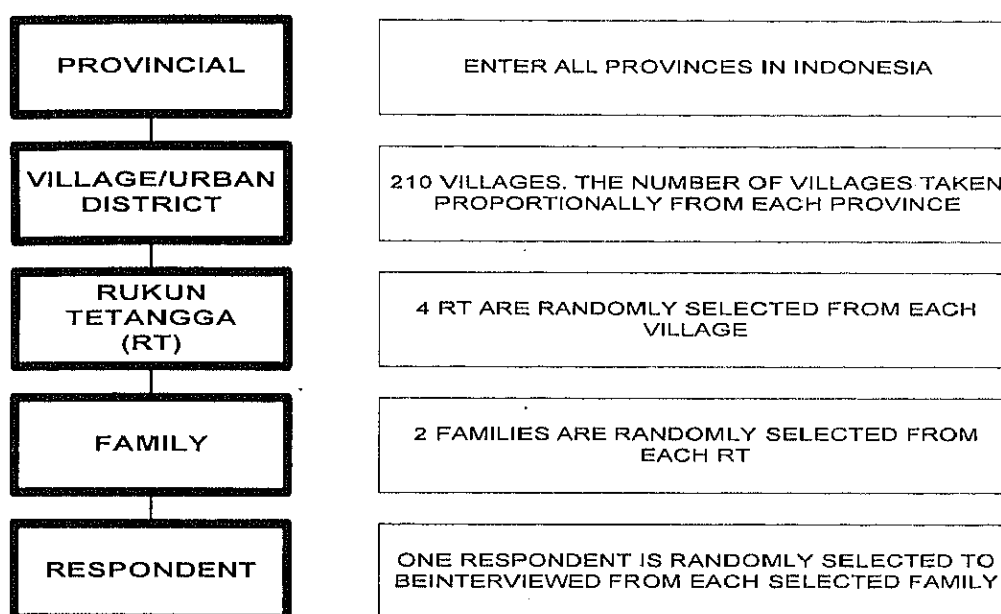 PROVINCIAL
ENTER ALL PROVINCES IN INDONESIA
VILLAGE/URBAN
DISTRICT
210 VILLAGES. THE NUMBER OF VILLAGES TAKEN
PROPORTIONALLY FROM EACH PROVINCE
RUKUN
TETANGGA
(RT)
4 RT ARE RANDOMLY SELECTED FROM EACH
VILLAGE
FAMILY
2 FAMILIES ARE RANDOMLY SELECTED FROM
EACH RT
RESPONDENT
ONE RESPONDENT IS RANDOMLY SELECTED TO
BEINTERVIEWED FROM EACH SELECTED FAMILY